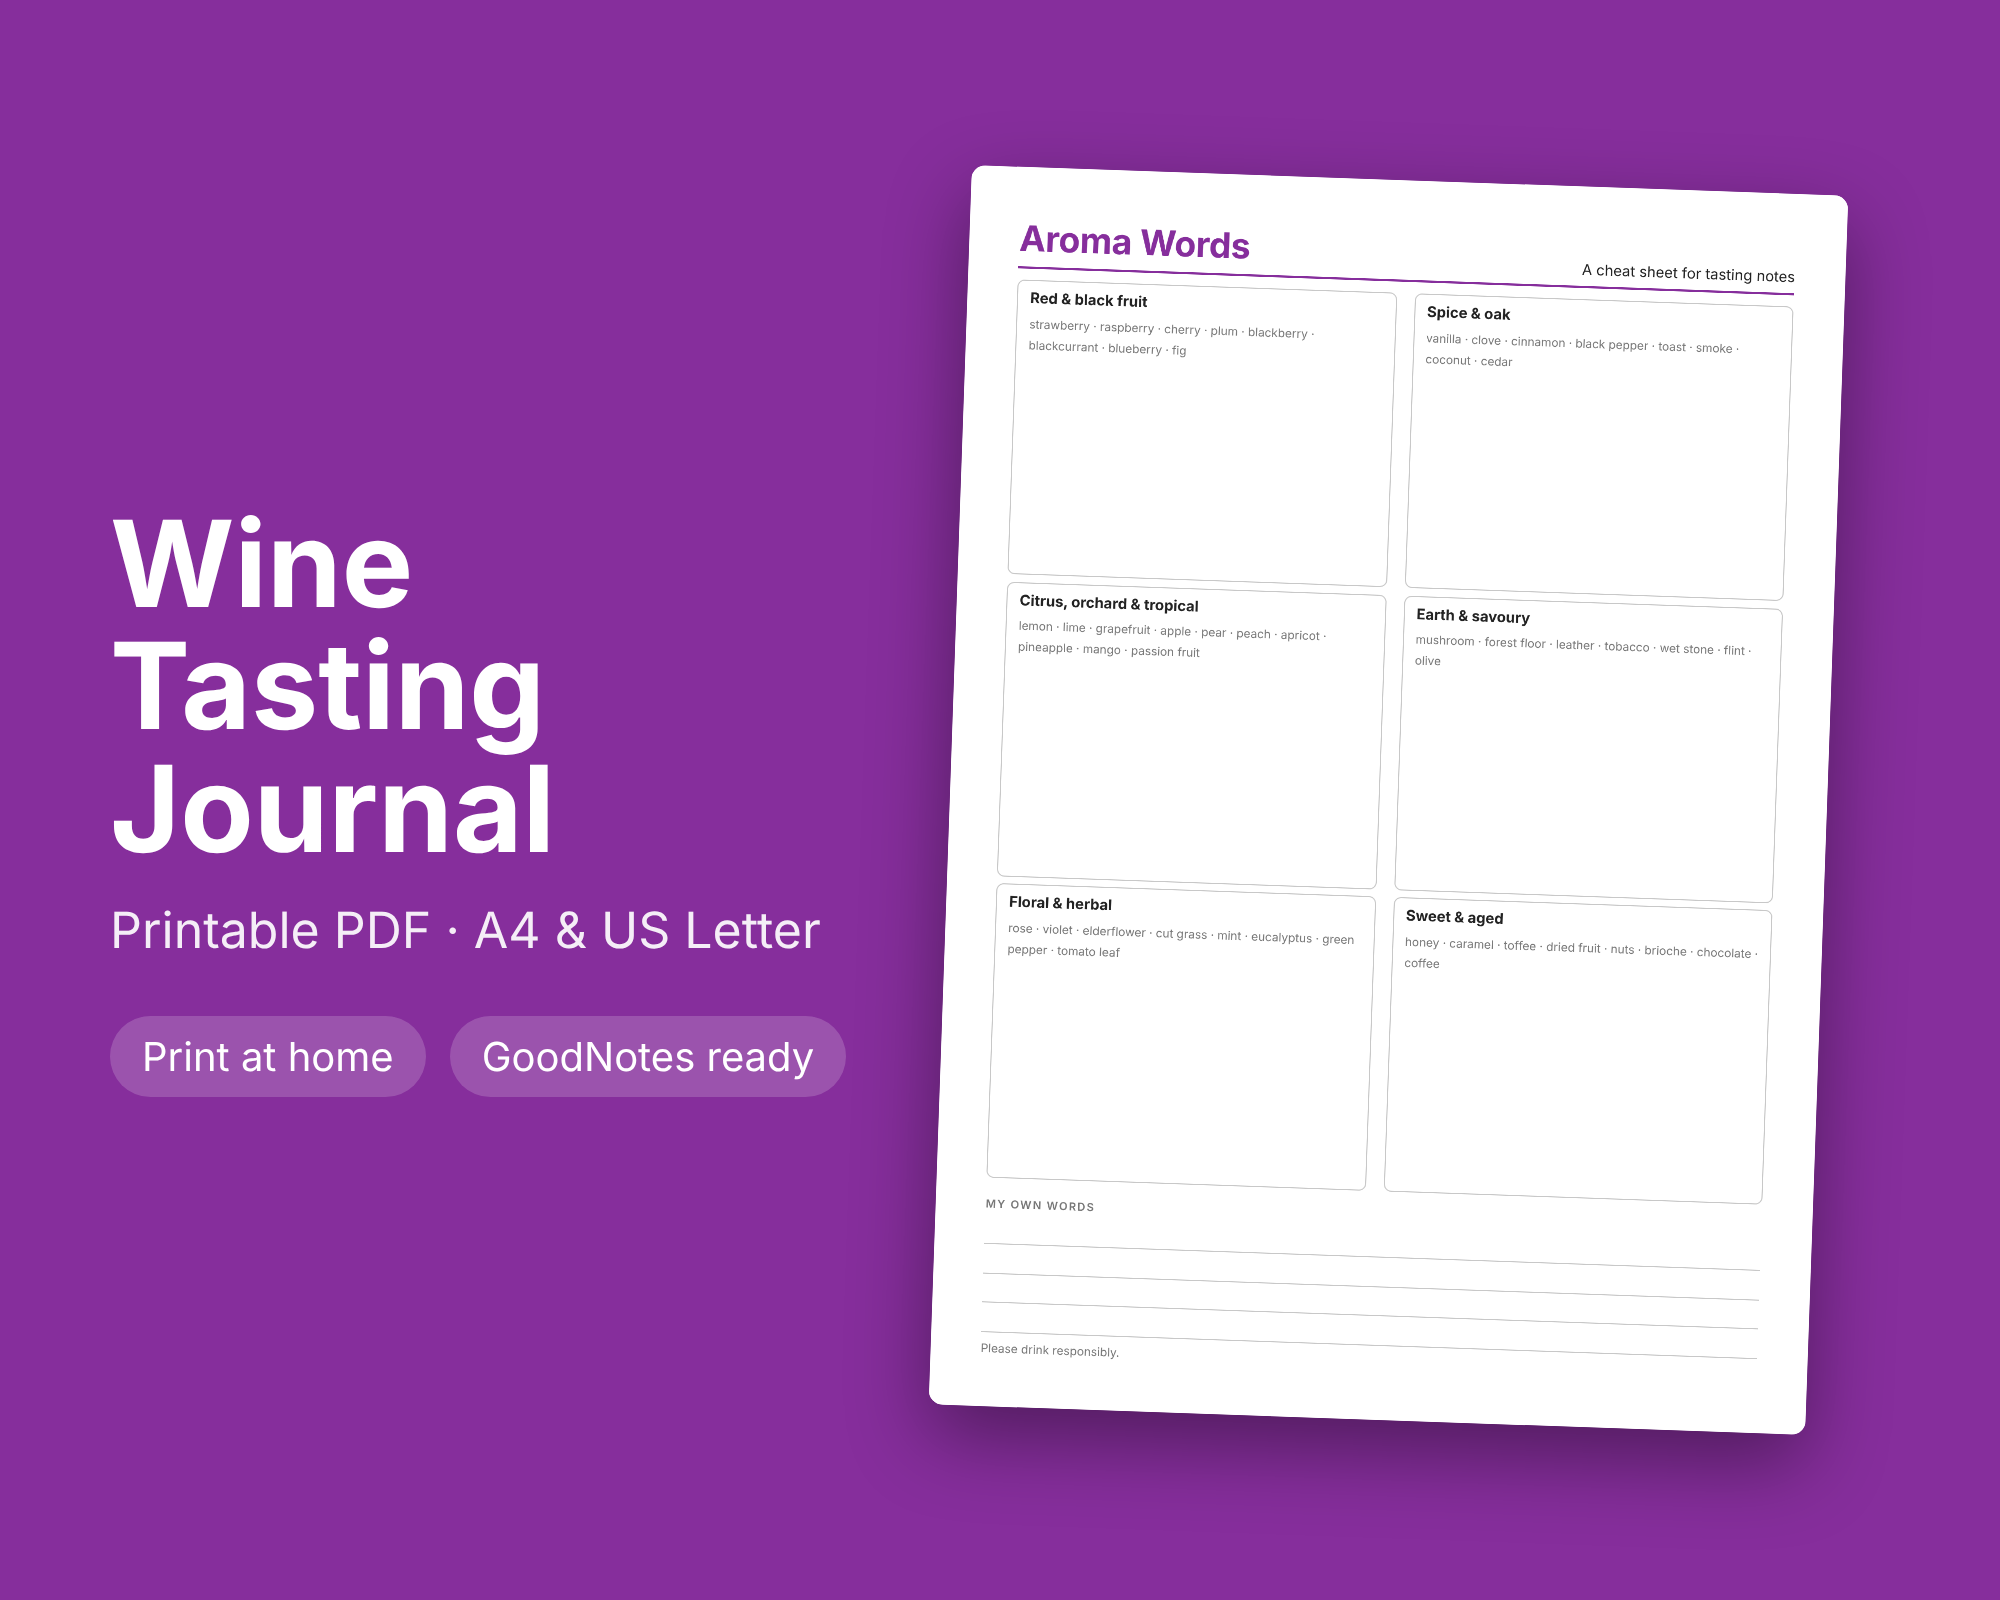 Wine
Tasting
Journal
Printable PDF · A4 & US Letter
Print at home
GoodNotes ready
Aroma Words
A cheat sheet for tasting notes
Red & black fruit
strawberry · raspberry · cherry · plum · blackberry ·
blackcurrant · blueberry · fig
Spice & oak
vanilla · clove · cinnamon · black pepper · toast · smoke ·
coconut · cedar
Citrus, orchard & tropical
lemon · lime · grapefruit · apple · pear · peach · apricot ·
pineapple · mango · passion fruit
Earth & savoury
mushroom · forest floor · leather · tobacco · wet stone · flint ·
olive
Floral & herbal
rose · violet · elderflower · cut grass · mint · eucalyptus · green
pepper · tomato leaf
Sweet & aged
honey · caramel · toffee · dried fruit · nuts · brioche · chocolate ·
coffee
MY OWN WORDS
Please drink responsibly.